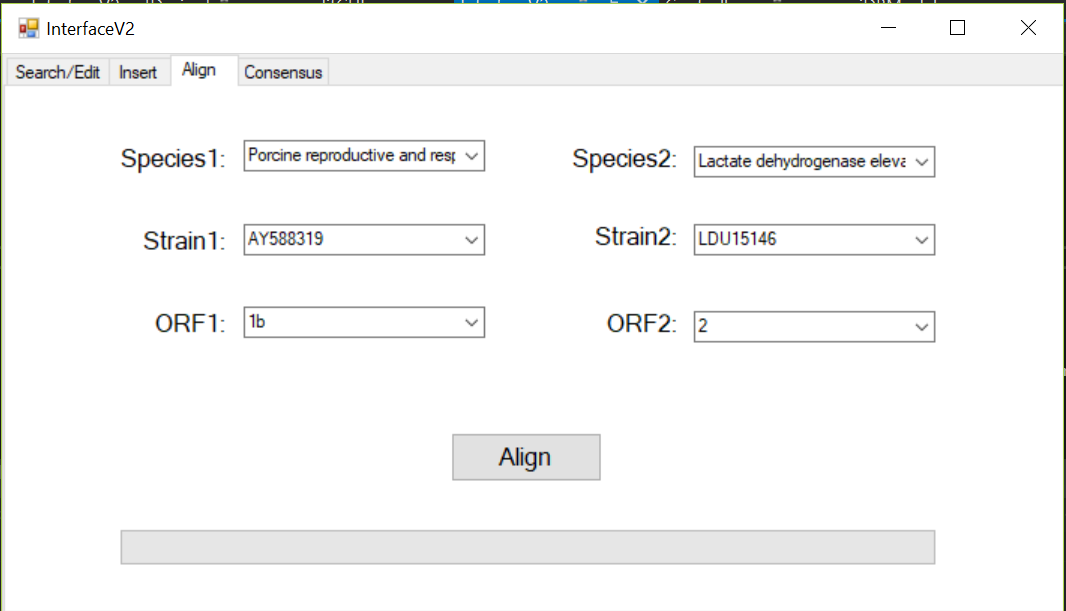 InterfaceV2
Search/Edit Insert Align Consensus
Species1: Porcine reproductive and resp Species2: Lactate dehydrogenase eleva
Strain1: AY588319 Strain2: LDU15146
ORF1: 1b ORF2: 2
Align